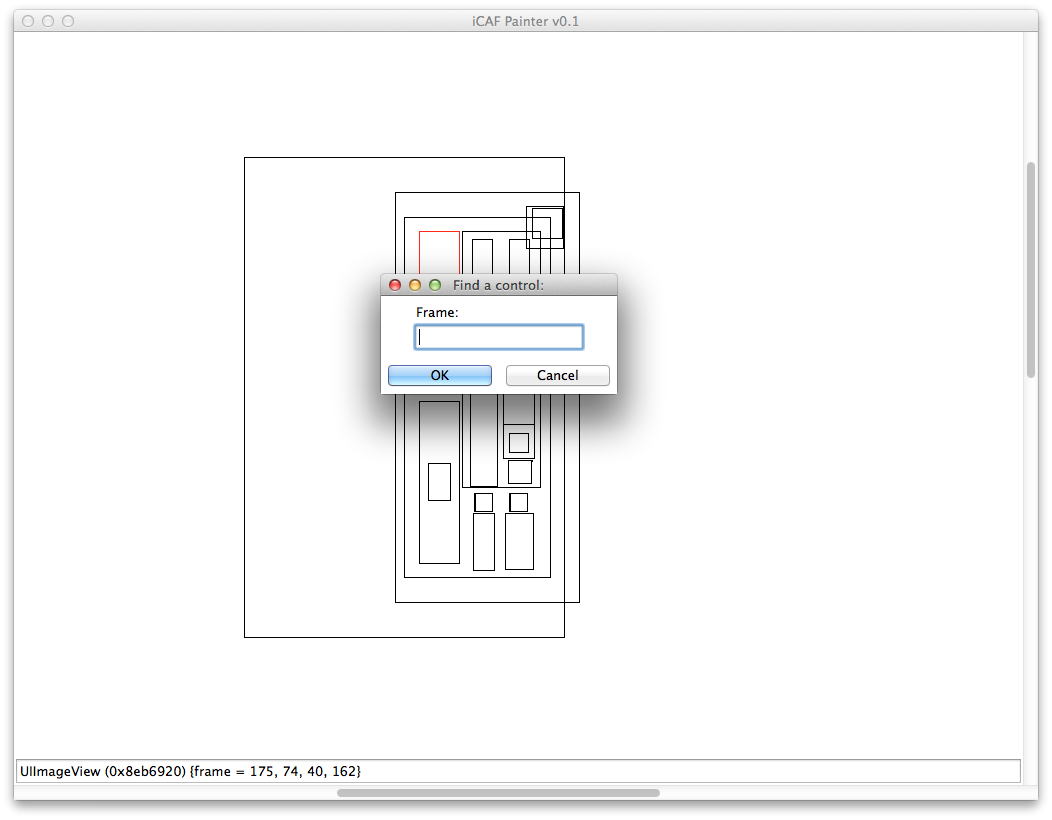 iCAF Painter v0.1
Find a control:
Frame:
OK
Cancel
UIImageView (0x8eb6920) {frame = 175, 74, 40, 162}